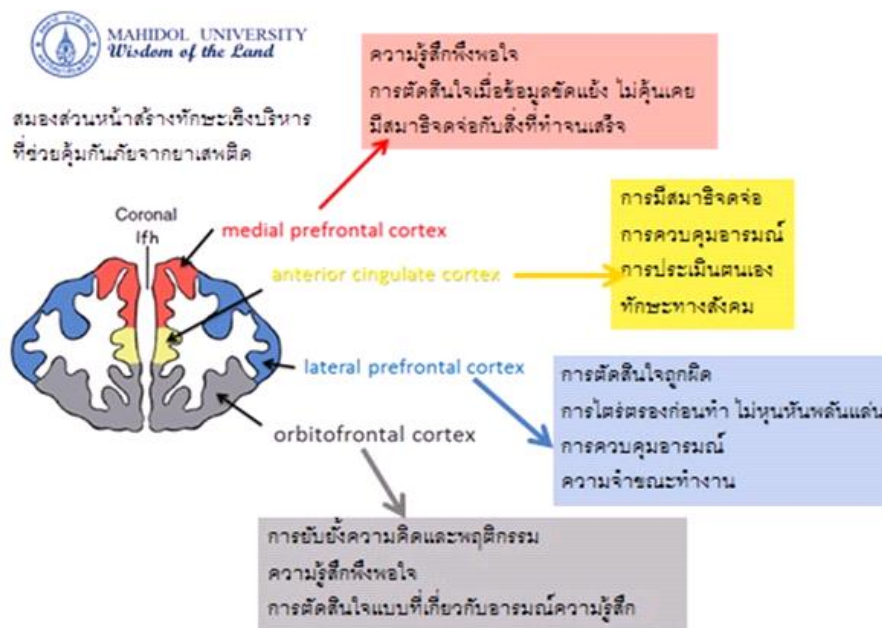 MAHIDOL UNIVERSITY
Wisdom of the Land
สมองส่วนหน้าสร้างทักษะเชิงบริหาร
ที่ช่วยคุ้มกันภัยจากยาเสพติด
ความรู้สึกพึงพอใจ
การตัดสินใจเมื่อข้อมูลขัดแย้ง ไม่คุ้นเคย
มีสมาธิจดจ่อกับสิ่งที่ทำจนเสร็จ
Coronal
lfh
medial prefrontal cortex
anterior cingulate cortex
การมีสมาธิจดจ่อ
การควบคุมอารมณ์
การประเมินตนเอง
ทักษะทางสังคม
lateral prefrontal cortex
การตัดสินใจถูกผิด
การไตร่ตรองก่อนทำ ไม่หุนหันพลันแล่น
การควบคุมอารมณ์
ความจำขณะทำงาน
orbitofrontal cortex
การยับยั้งความคิดและพฤติกรรม
ความรู้สึกพึงพอใจ
การตัดสินใจแบบที่เกี่ยวกับอารมณ์ความรู้สึก